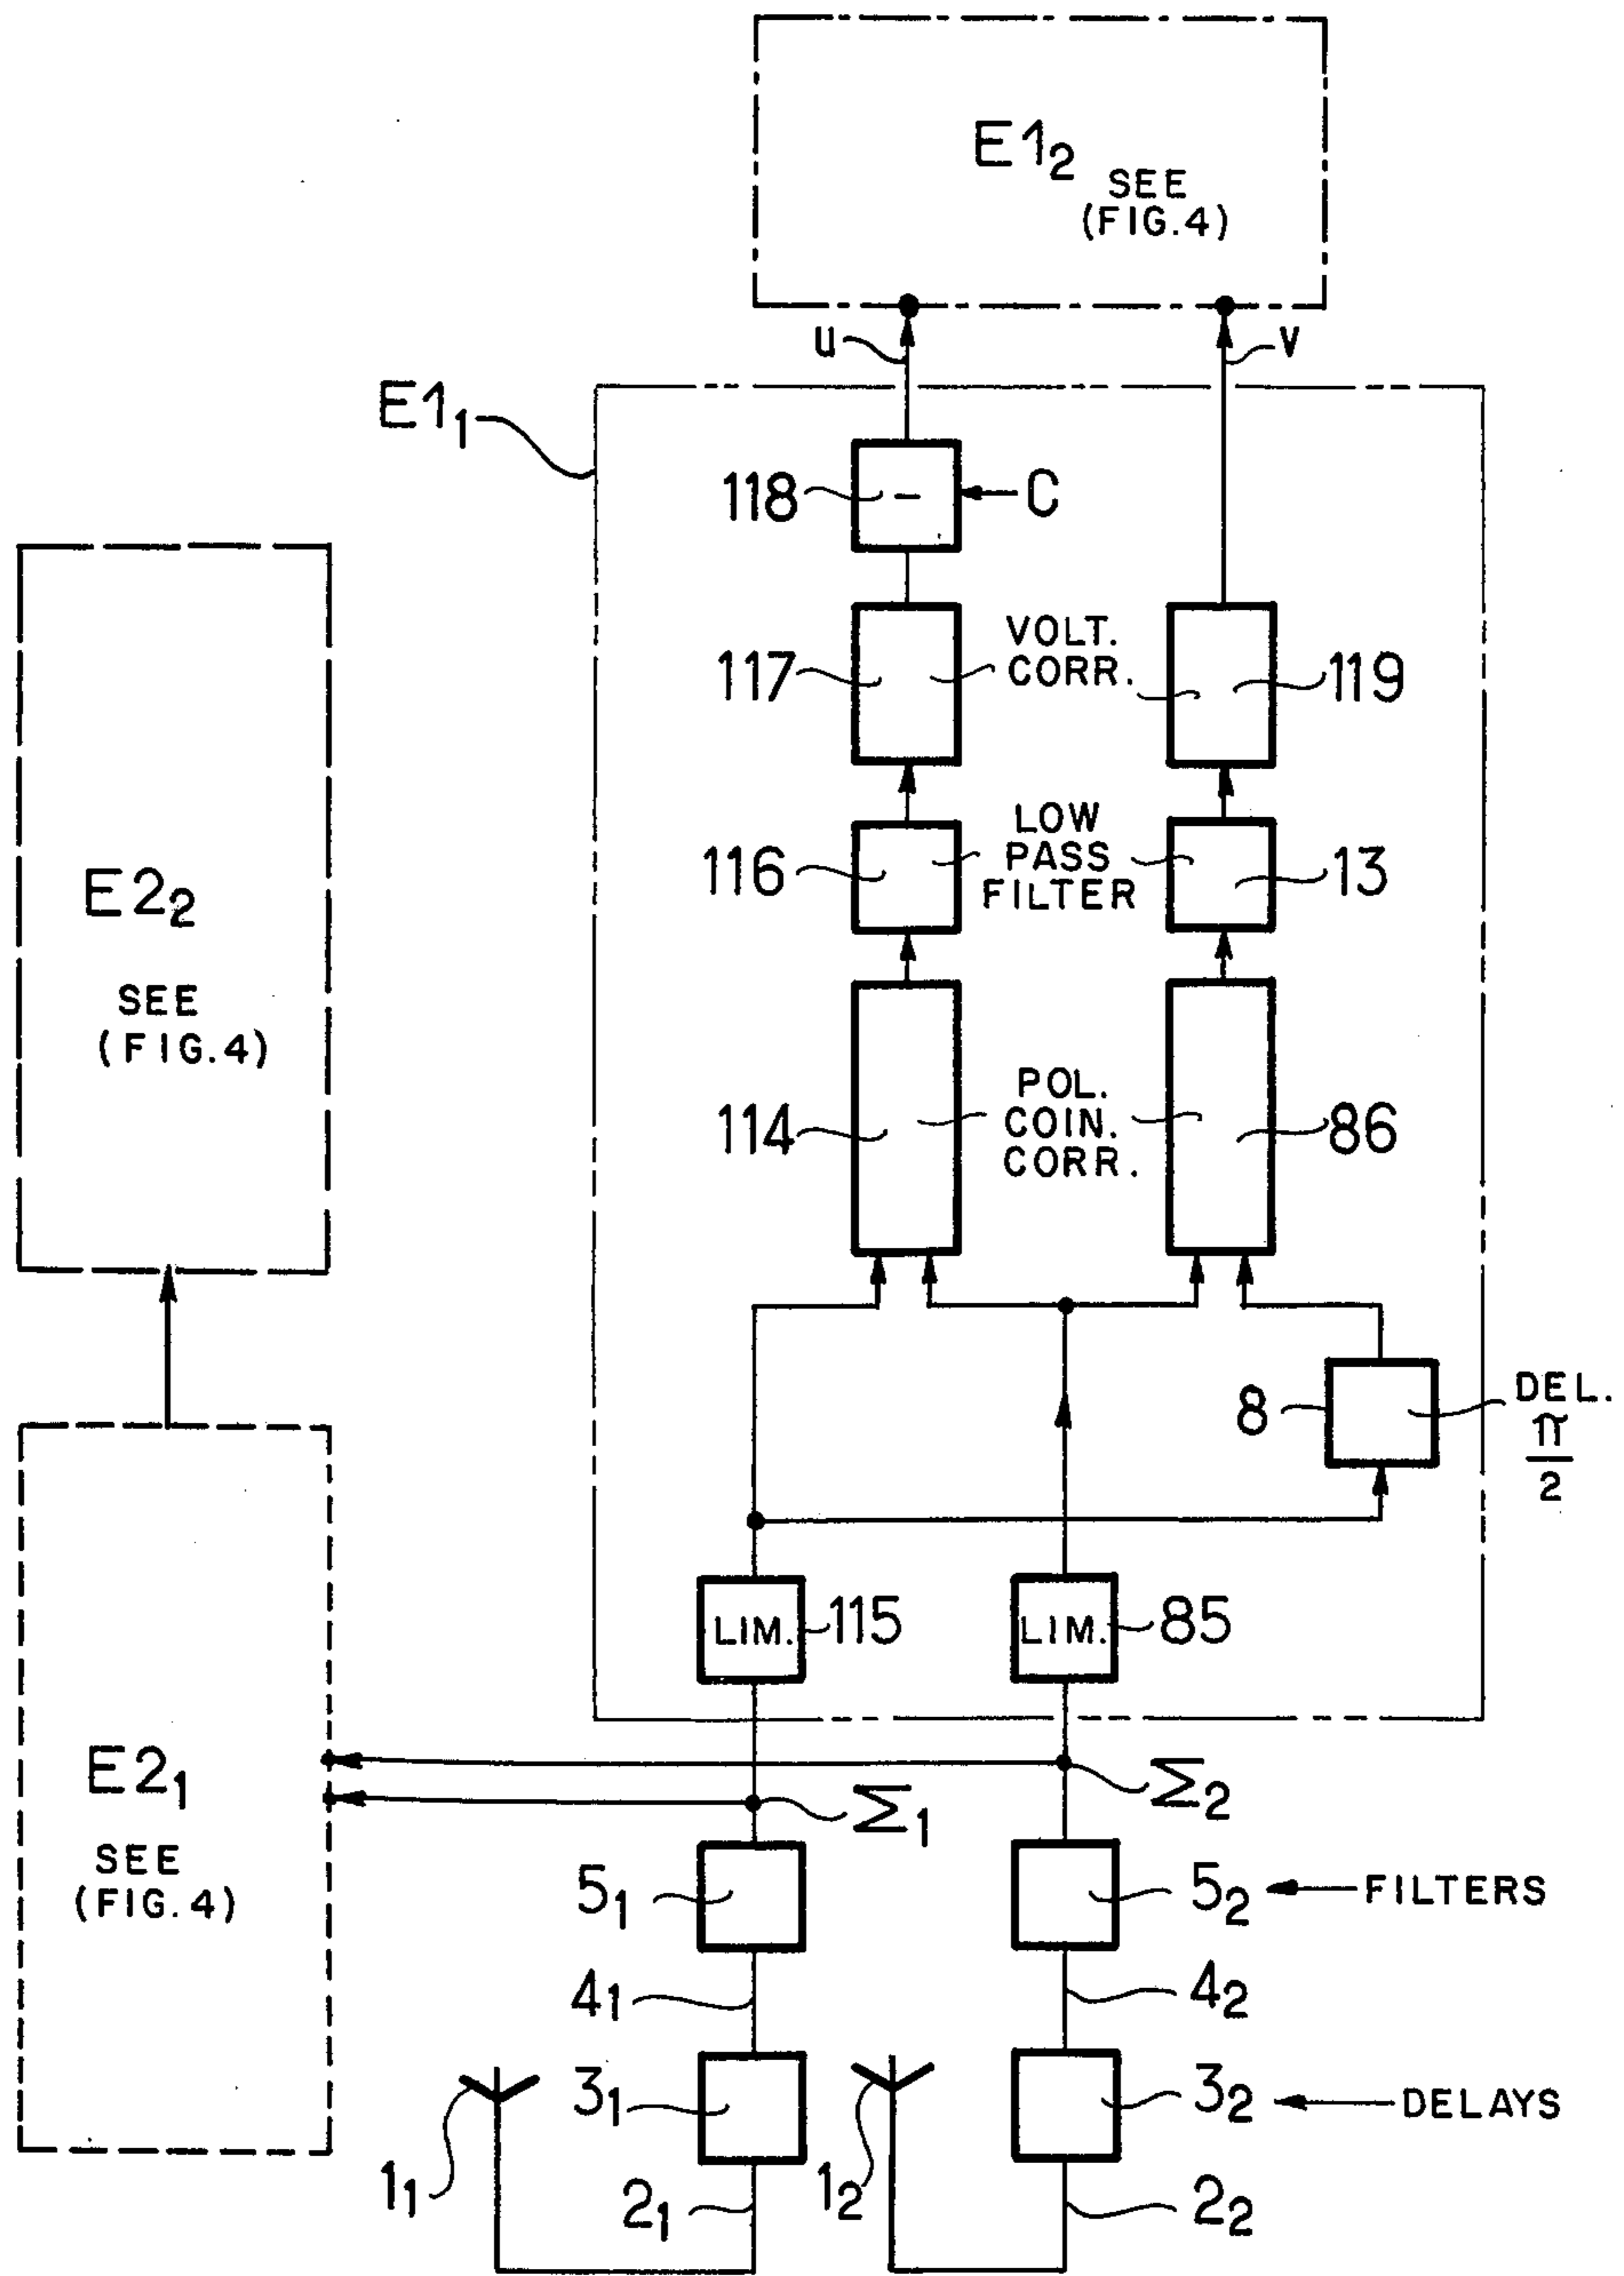 E1₂
SEE
(FIG.4)
u
v
E1₁
118
−
C
117
VOLT.
CORR.
119
116
LOW
PASS
FILTER
13
114
POL.
COIN.
CORR.
86
E2₂
SEE
(FIG.4)
8
DEL.
π
2
LIM.
115
LIM.
85
E2₁
SEE
(FIG.4)
Σ₁
Σ₂
5₁
5₂
FILTERS
4₁
4₂
3₁
3₂
DELAYS
1₁
2₁
1₂
2₂